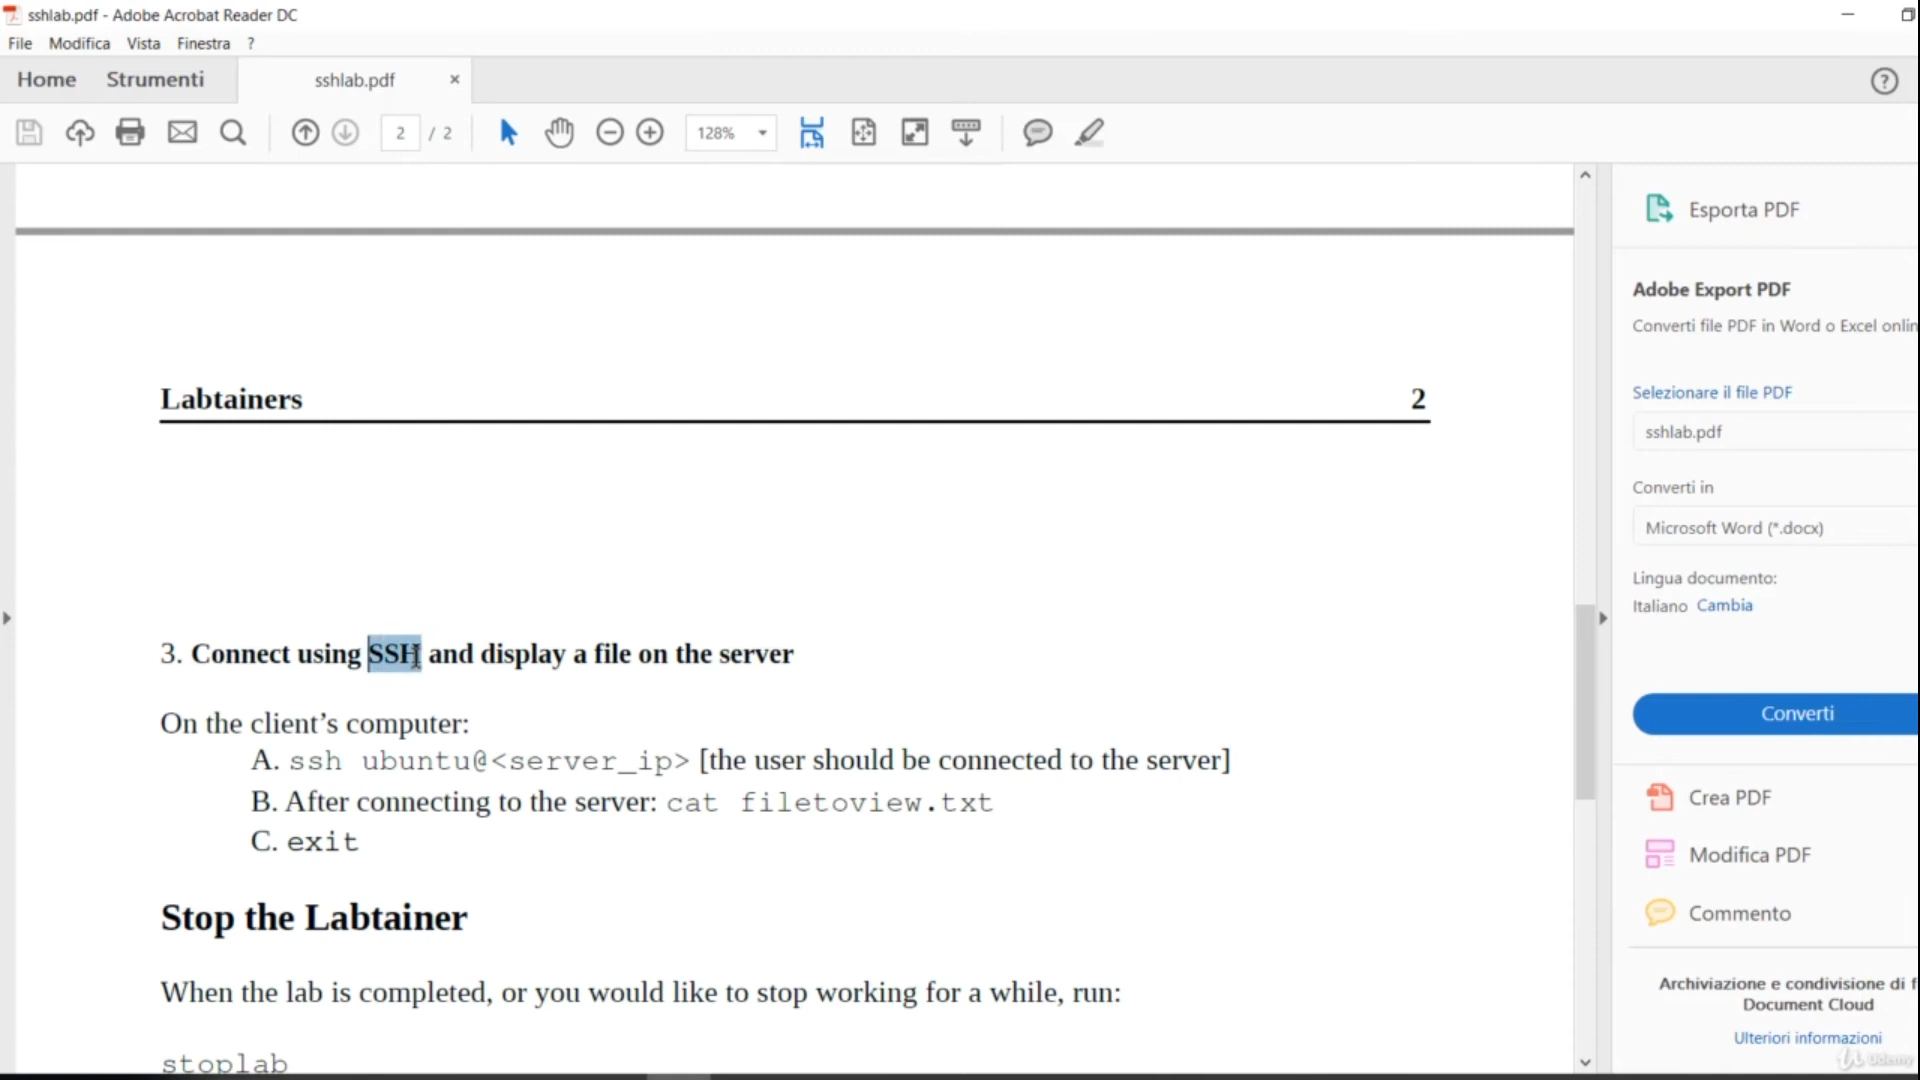 sshlab.pdf - Adobe Acrobat Reader DC
File Modifica Vista Finestra ?
Home Strumenti sshlab.pdf
2 / 2 128%
Labtainers 2
3. Connect using SSH and display a file on the server
On the client’s computer:
A. ssh ubuntu@<server_ip> [the user should be connected to the server]
B. After connecting to the server: cat filetoview.txt
C. exit
Stop the Labtainer
When the lab is completed, or you would like to stop working for a while, run:
stoplab
Esporta PDF
Adobe Export PDF
Converti file PDF in Word o Excel onlin
Selezionare il file PDF
sshlab.pdf
Converti in
Microsoft Word (*.docx)
Lingua documento:
Italiano Cambia
Converti
Crea PDF
Modifica PDF
Commento
Archiviazione e condivisione di f
Document Cloud
Ulteriori informazioni
Udemy